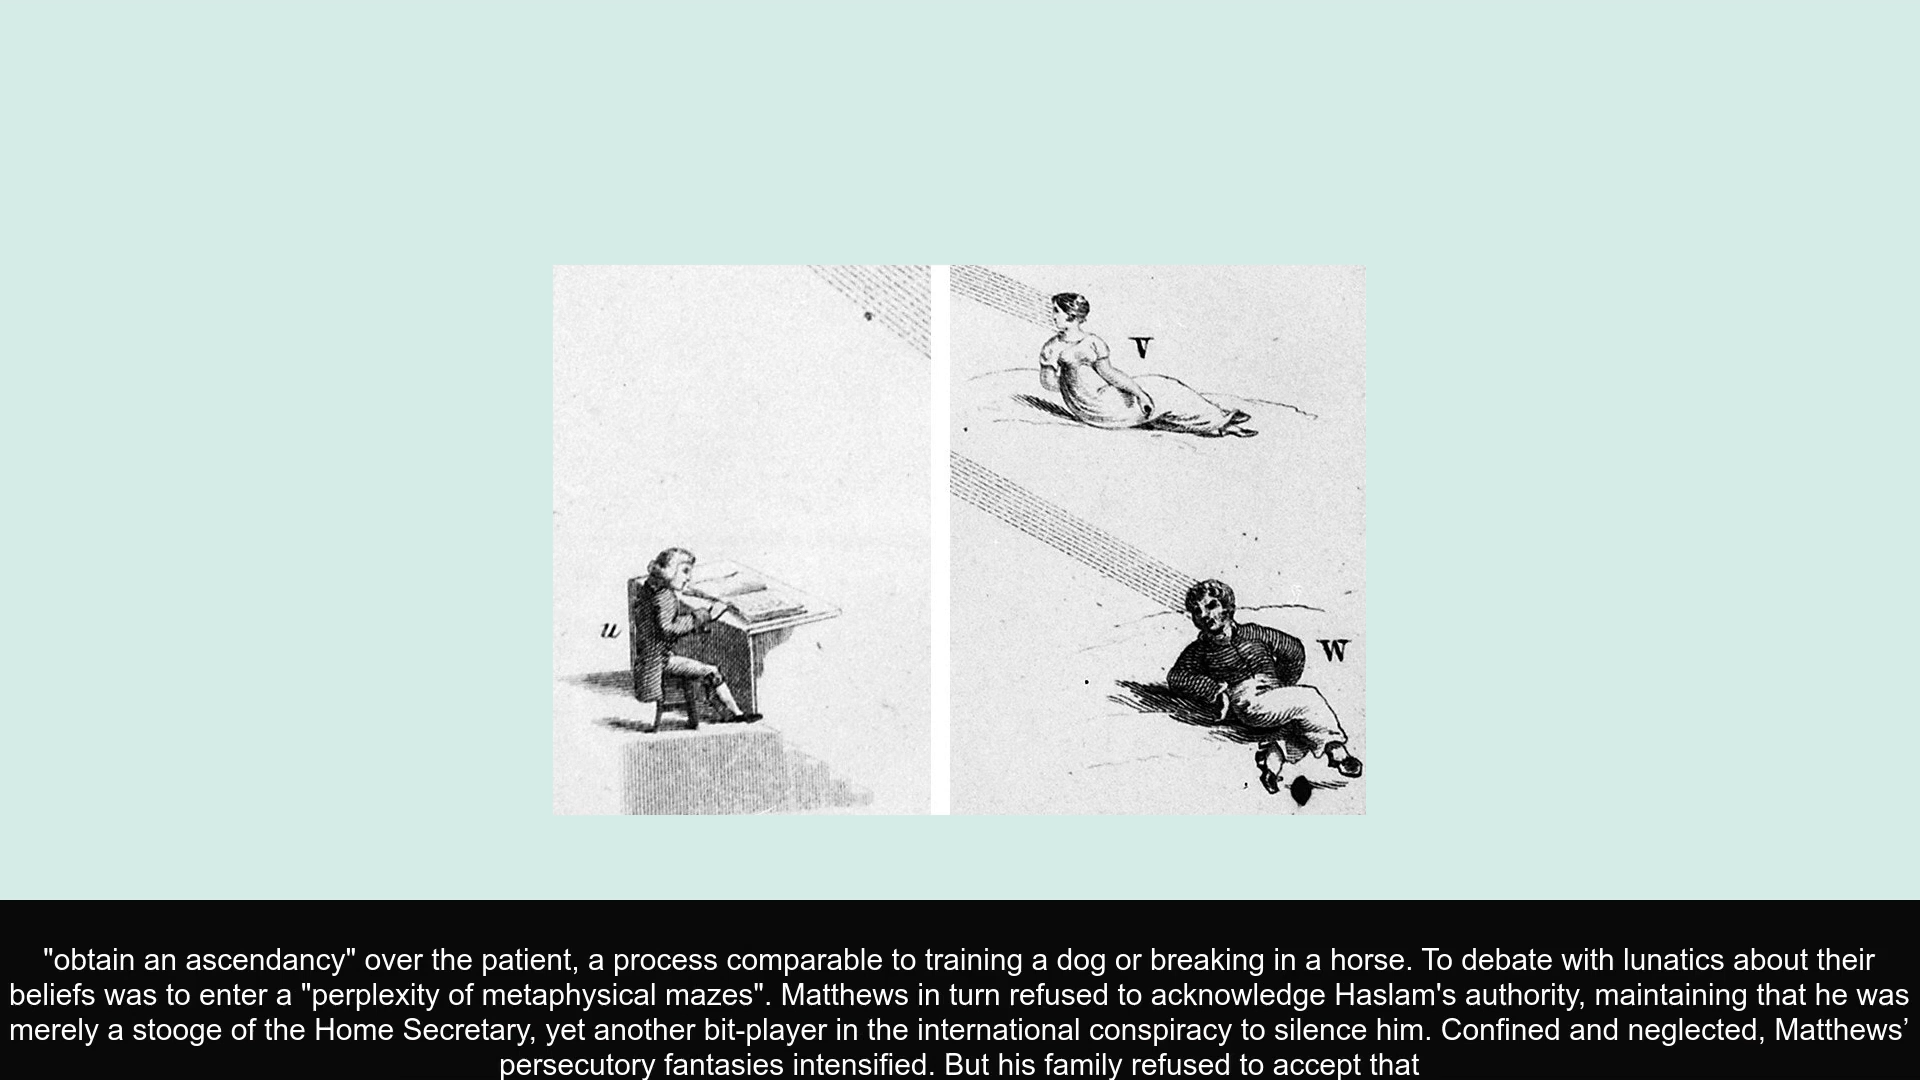 V
u
W
"obtain an ascendancy" over the patient, a process comparable to training a dog or breaking in a horse. To debate with lunatics about their
beliefs was to enter a "perplexity of metaphysical mazes". Matthews in turn refused to acknowledge Haslam's authority, maintaining that he was
merely a stooge of the Home Secretary, yet another bit-player in the international conspiracy to silence him. Confined and neglected, Matthews’
persecutory fantasies intensified. But his family refused to accept that